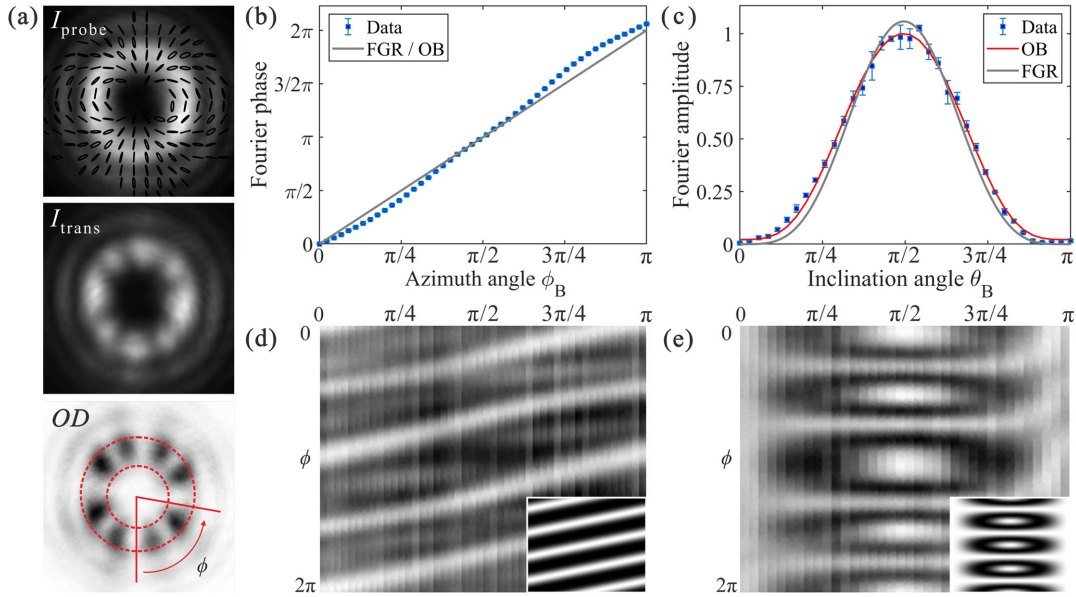 (a)
I probe
I trans
OD
ϕ
(b)
2π
3/2π
π
π/2
0
Fourier phase
Data
FGR / OB
0
π/4
π/2
3π/4
π
Azimuth angle ϕ_B
(c)
1
0.75
0.5
0.25
0
Fourier amplitude
Data
OB
FGR
0
π/4
π/2
3π/4
π
Inclination angle θ_B
(d)
0
π/4
π/2
3π/4
π
0
ϕ
2π
(e)
0
π/4
π/2
3π/4
π
0
ϕ
2π